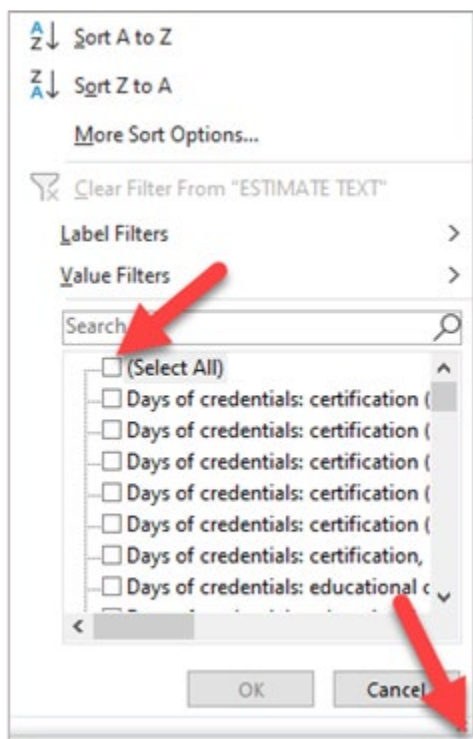 Sort A to Z
Sort Z to A
More Sort Options...
Clear Filter From "ESTIMATE TEXT"
Label Filters
Value Filters
Search
(Select All)
Days of credentials: certification (
Days of credentials: certification (
Days of credentials: certification (
Days of credentials: certification (
Days of credentials: certification (
Days of credentials: certification,
Days of credentials: educational c
OK
Cancel